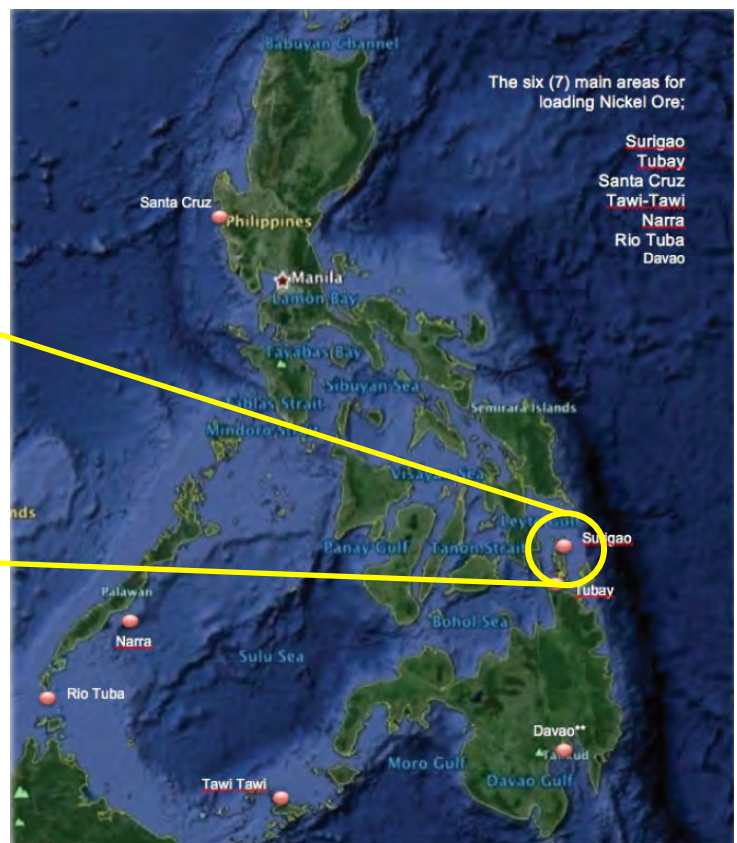 Babuyan Channel
The six (7) main areas for
loading Nickel Ore;
Surigao
Tubay
Santa Cruz
Tawi-Tawi
Narra
Rio Tuba
Davao
Santa Cruz
Philippines
Manila
Lamon Bay
Tayabas Bay
Sibuyan Sea
Tablas Strait
Semirara Islands
Mindoro Strait
Visayan Sea
nds
Leyte Gulf
Surigao
Panay Gulf
Tanon Strait
Tubay
Palawan
Bohol Sea
Narra
Sulu Sea
Rio Tuba
Davao**
Moro Gulf
Davao Gulf
Tawi Tawi